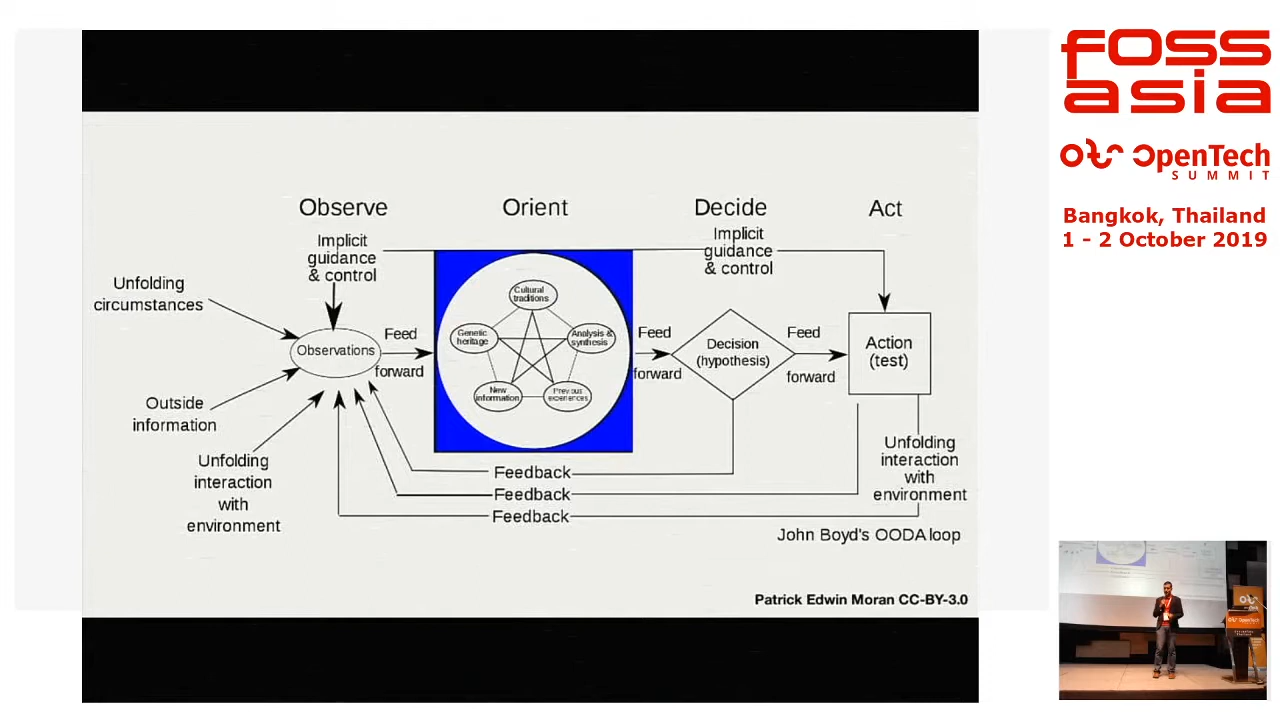 Observe
Orient
Decide
Act
Implicit
guidance
& control
Implicit
guidance
& control
Unfolding
circumstances
Observations
Outside
information
Unfolding
interaction
with
environment
Feed
forward
Cultural
traditions
Genetic
heritage
Analysis &
synthesis
New
information
Previous
experiences
Feed
forward
Decision
(hypothesis)
Feed
forward
Action
(test)
Unfolding
interaction
with
environment
Feedback
Feedback
Feedback
John Boyd's OODA loop
Patrick Edwin Moran CC-BY-3.0
foss
asia
OpenTech
SUMMIT
Bangkok, Thailand
1 - 2 October 2019
OpenTech